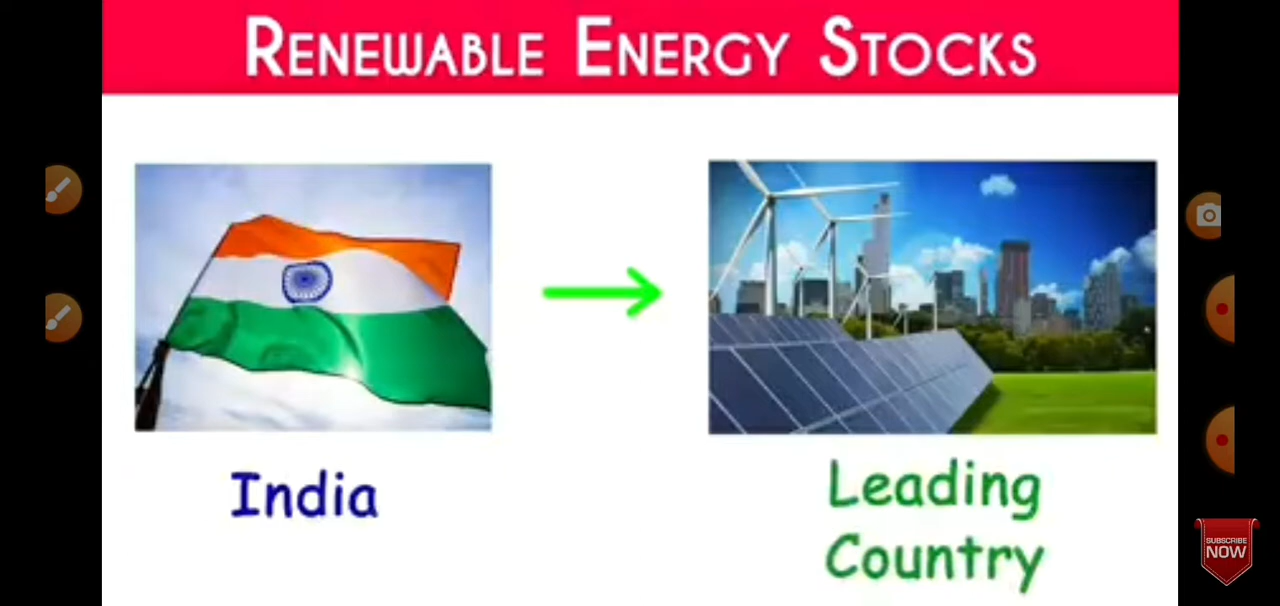 RENEWABLE ENERGY STOCKS
India
Leading
Country
SUBSCRIBE
NOW